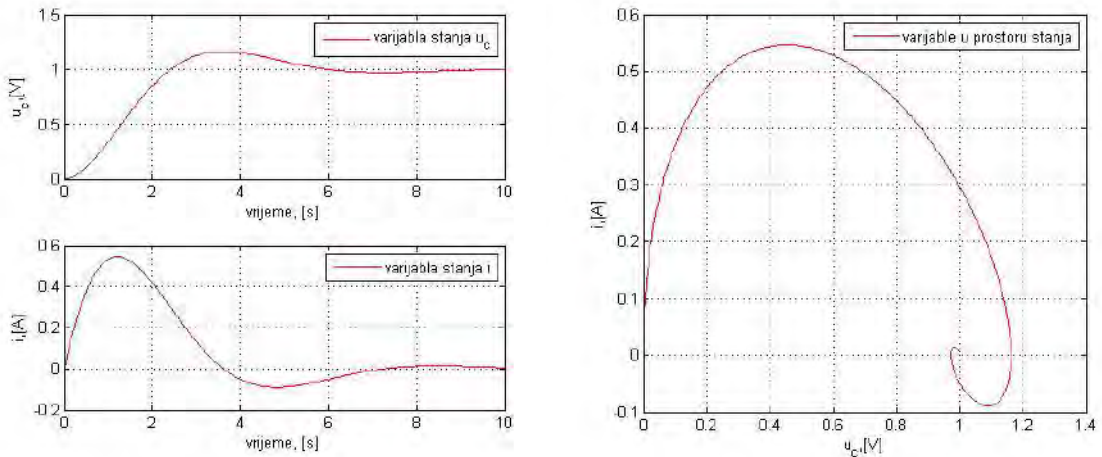 1.5
1
0.5
0
u_c,[V]
varijabla stanja u_c
0 2 4 6 8 10
vrijeme, [s]
0.6
0.4
0.2
0
-0.2
i,[A]
varijabla stanja i
0 2 4 6 8 10
vrijeme, [s]
0.6
0.5
0.4
0.3
0.2
0.1
0
-0.1
i,[A]
varijable u prostoru stanja
0 0.2 0.4 0.6 0.8 1 1.2 1.4
u_c,[V]